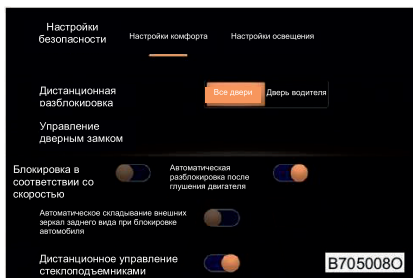 Настройки
безопасности
Настройки комфорта
Настройки освещения
Дистанционная
разблокировка
Все двери
Дверь водителя
Управление
дверным замком
Блокировка в
соответствии со
скоростью
Автоматическая
разблокировка после
глушения двигателя
Автоматическое складывание внешних
зеркал заднего вида при блокировке
автомобиля
Дистанционное управление
стеклоподъемниками
B705008O